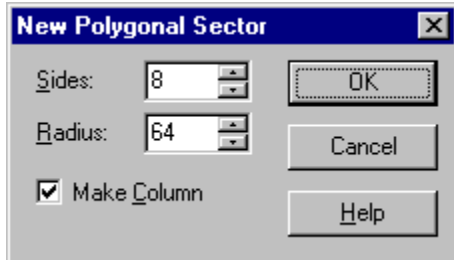 New Polygonal Sector
Sides: 8 OK
Radius: 64 Cancel
Make Column Help